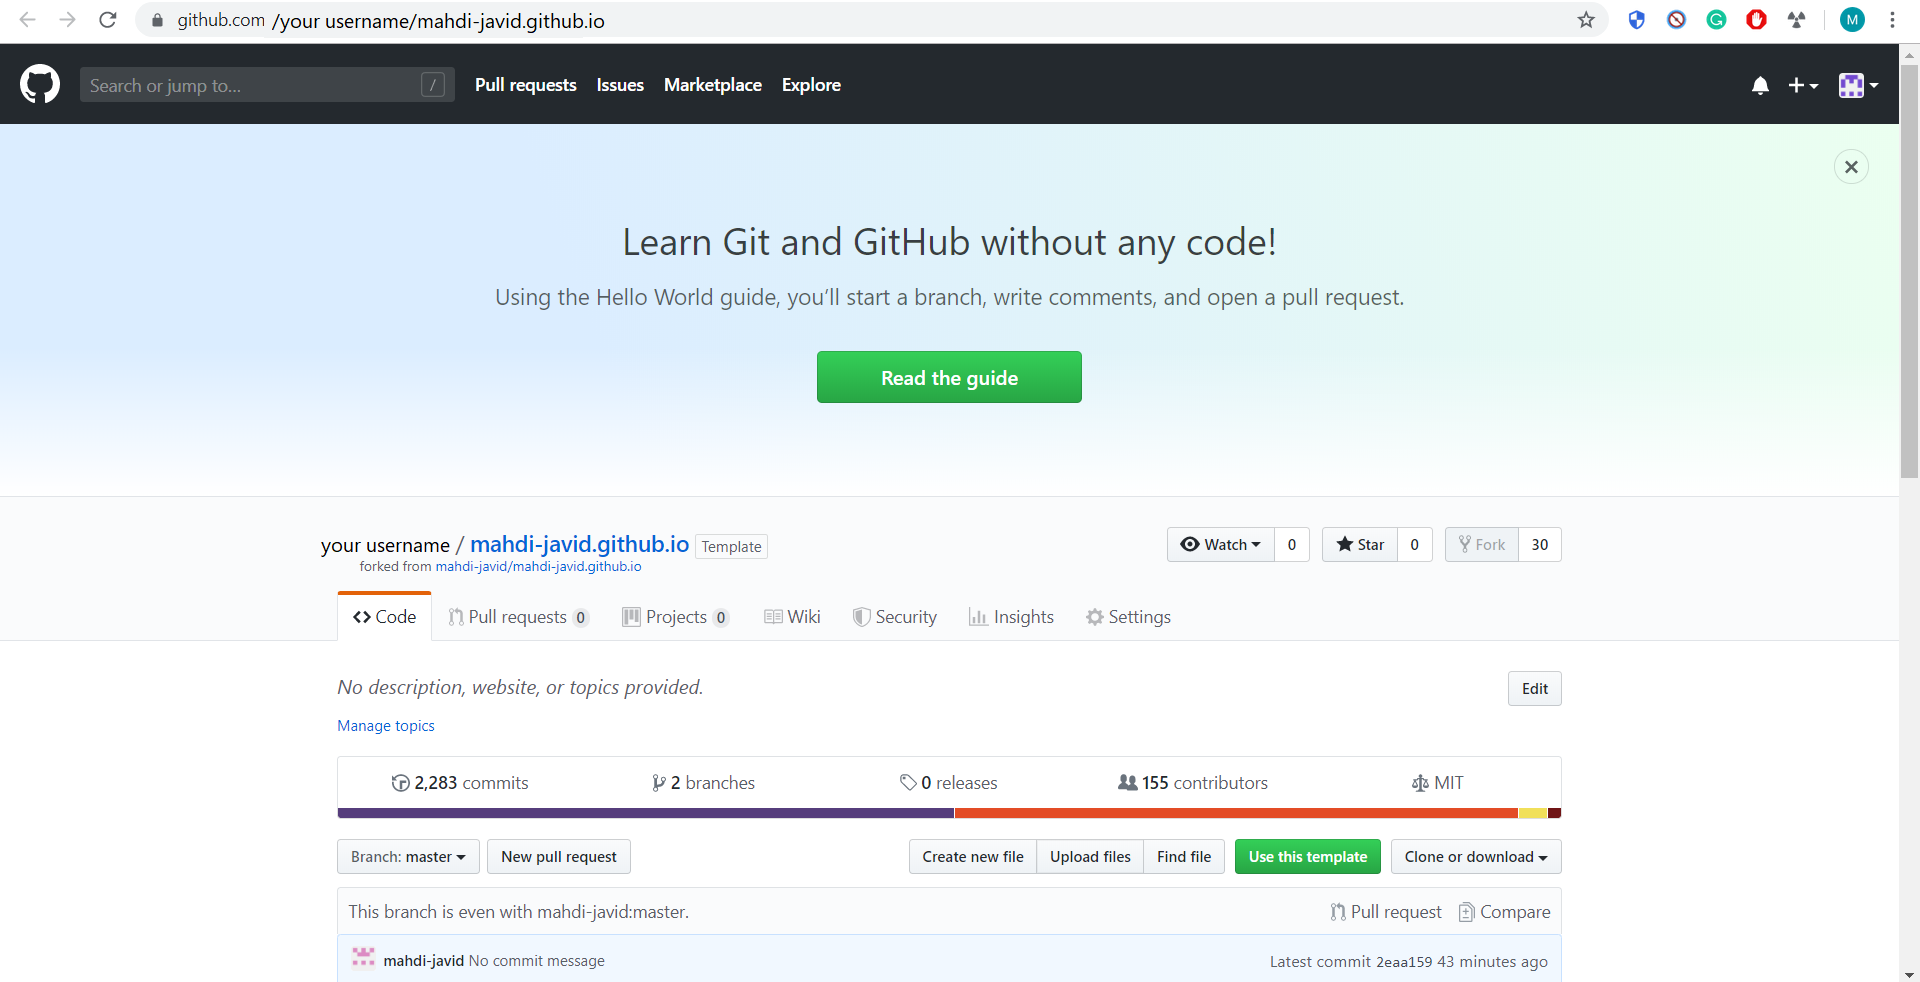 github.com /your username/mahdi-javid.github.io
M
Search or jump to... /
Pull requests Issues Marketplace Explore
Learn Git and GitHub without any code!
Using the Hello World guide, you’ll start a branch, write comments, and open a pull request.
Read the guide
your username / mahdi-javid.github.io Template
Watch 0 Star 0 Fork 30
forked from mahdi-javid/mahdi-javid.github.io
Code Pull requests 0 Projects 0 Wiki Security Insights Settings
No description, website, or topics provided.
Edit
Manage topics
2,283 commits 2 branches 0 releases 155 contributors MIT
Branch: master New pull request Create new file Upload files Find file Use this template Clone or download
This branch is even with mahdi-javid:master. Pull request Compare
mahdi-javid No commit message Latest commit 2eaa159 43 minutes ago